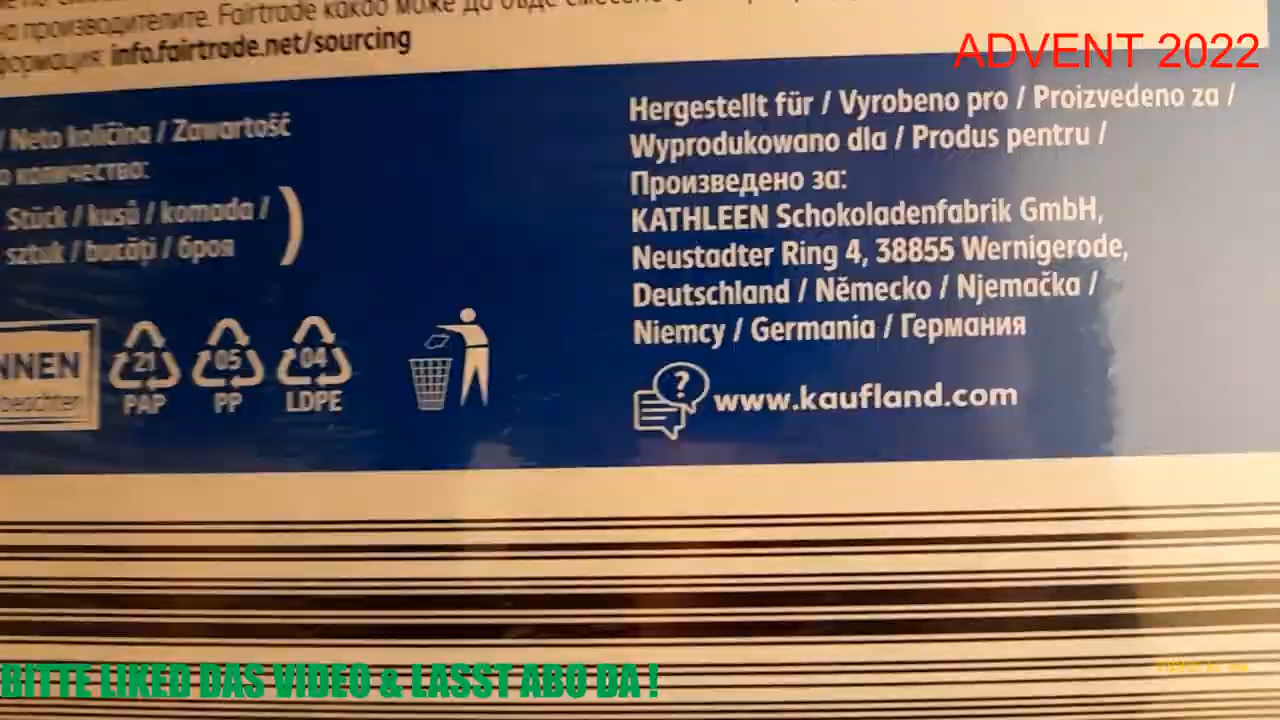 на производителите. Fairtrade какао може да бъде
формация: info.fairtrade.net/sourcing
ADVENT 2022
/ Neto količina / Zawartość
количество:
Stück / kusů / komada /
sztuk / bucăți / броя )
NNEN
beachten
21
PAP
05
PP
04
LDPE
Hergestellt für / Vyrobeno pro / Proizvedeno za /
Wyprodukowano dla / Produs pentru /
Произведено за:
KATHLEEN Schokoladenfabrik GmbH,
Neustadter Ring 4, 38855 Wernigerode,
Deutschland / Německo / Njemačka /
Niemcy / Germania / Германия
?
www.kaufland.com
BITTE LIKED DAS VIDEO & LASST ABO DA !